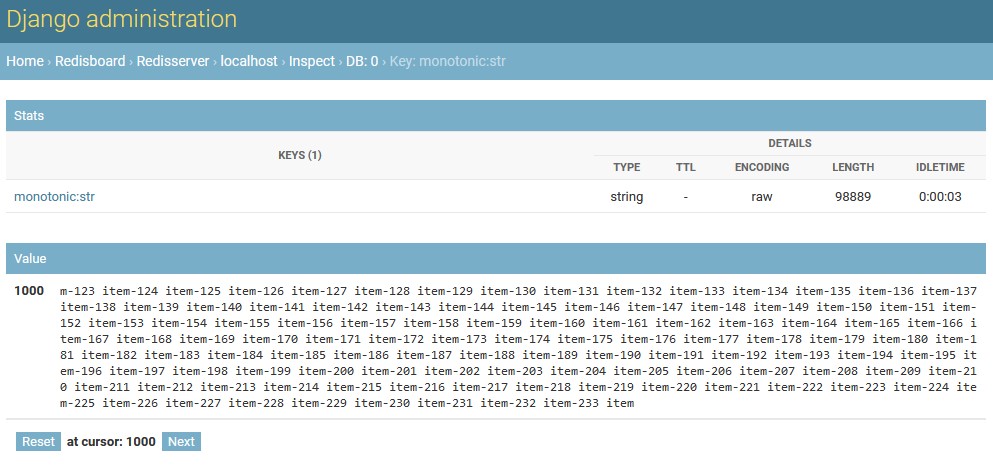 Django administration
Home › Redisboard › Redisserver › localhost › Inspect › DB: 0 › Key: monotonic:str
Stats
KEYS (1)
DETAILS
TYPE TTL ENCODING LENGTH IDLETIME
monotonic:str string - raw 98889 0:00:03
Value
1000 m-123 item-124 item-125 item-126 item-127 item-128 item-129 item-130 item-131 item-132 item-133 item-134 item-135 item-136 item-137
item-138 item-139 item-140 item-141 item-142 item-143 item-144 item-145 item-146 item-147 item-148 item-149 item-150 item-151 item-
152 item-153 item-154 item-155 item-156 item-157 item-158 item-159 item-160 item-161 item-162 item-163 item-164 item-165 item-166 i
tem-167 item-168 item-169 item-170 item-171 item-172 item-173 item-174 item-175 item-176 item-177 item-178 item-179 item-180 item-1
81 item-182 item-183 item-184 item-185 item-186 item-187 item-188 item-189 item-190 item-191 item-192 item-193 item-194 item-195 it
em-196 item-197 item-198 item-199 item-200 item-201 item-202 item-203 item-204 item-205 item-206 item-207 item-208 item-209 item-21
0 item-211 item-212 item-213 item-214 item-215 item-216 item-217 item-218 item-219 item-220 item-221 item-222 item-223 item-224 ite
m-225 item-226 item-227 item-228 item-229 item-230 item-231 item-232 item-233 item
Reset at cursor: 1000 Next